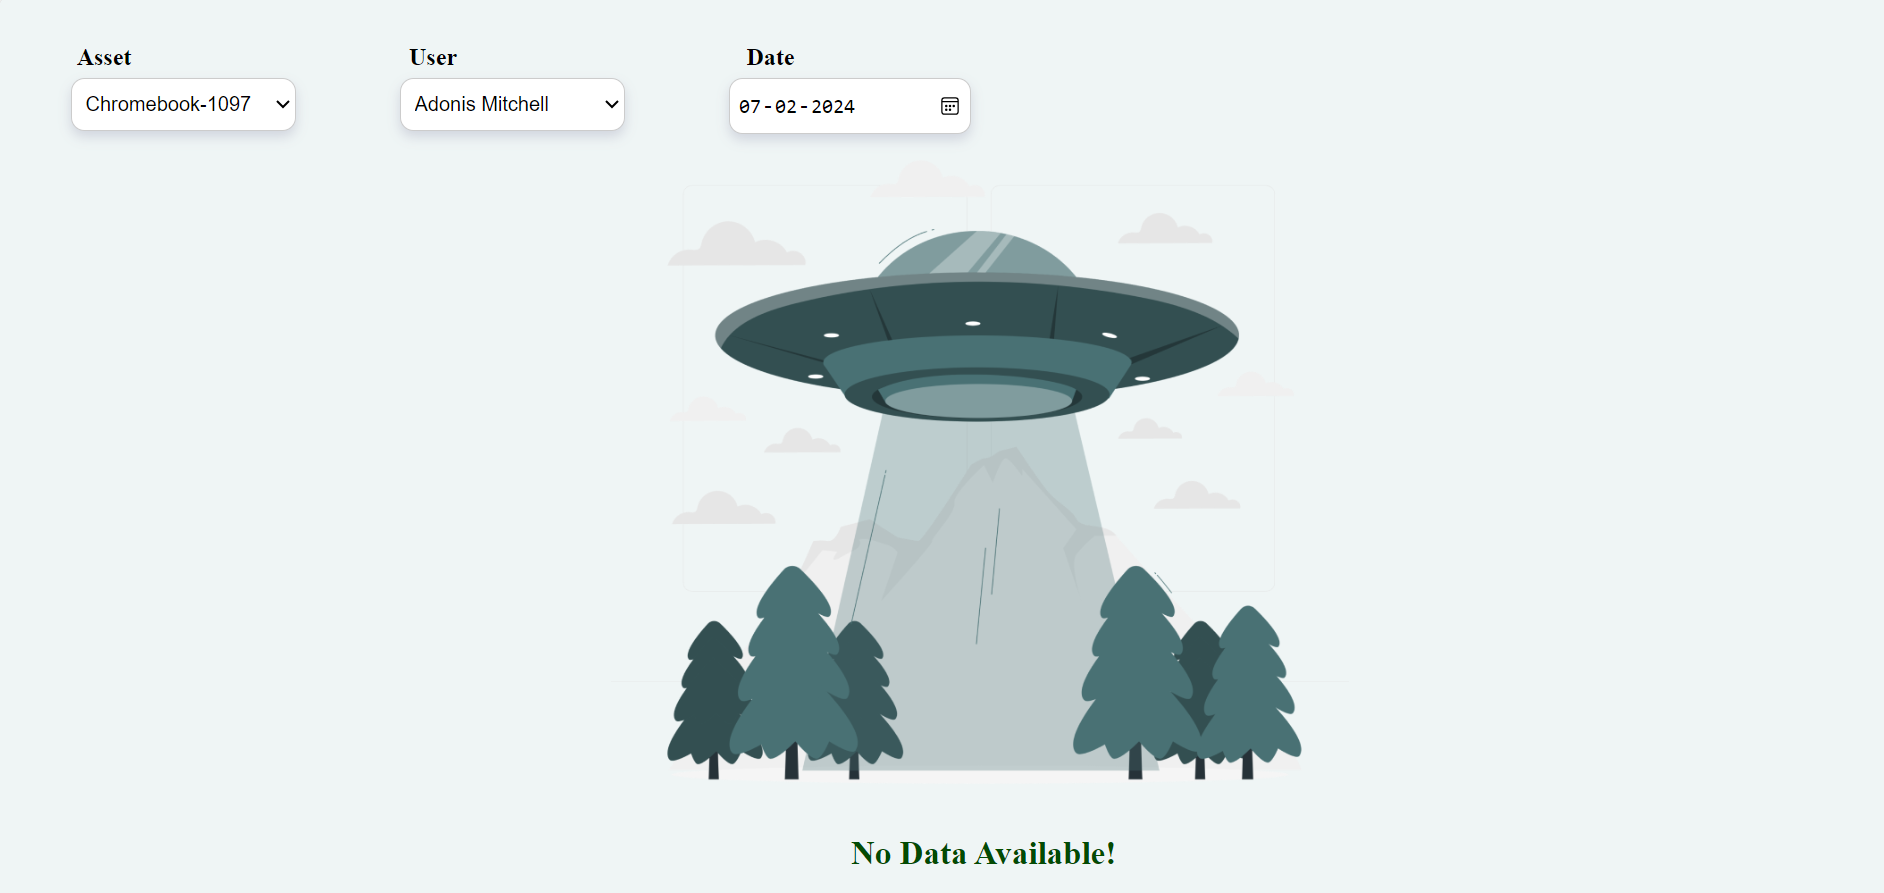 Asset User Date
Chromebook-1097 Adonis Mitchell 07-02-2024
No Data Available!